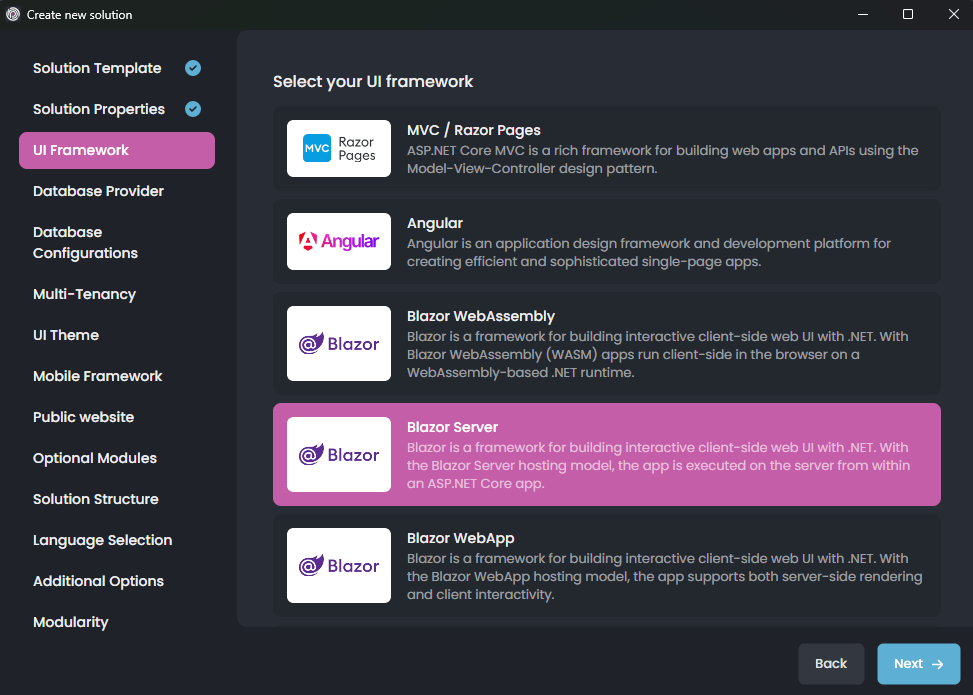 Create new solution
Solution Template
Solution Properties
UI Framework
Database Provider
Database
Configurations
Multi-Tenancy
UI Theme
Mobile Framework
Public website
Optional Modules
Solution Structure
Language Selection
Additional Options
Modularity
Select your UI framework
MVC
Razor
Pages
MVC / Razor Pages
ASP.NET Core MVC is a rich framework for building web apps and APIs using the
Model-View-Controller design pattern.
Angular
Angular
Angular is an application design framework and development platform for
creating efficient and sophisticated single-page apps.
Blazor
Blazor WebAssembly
Blazor is a framework for building interactive client-side web UI with .NET. With
Blazor WebAssembly (WASM) apps run client-side in the browser on a
WebAssembly-based .NET runtime.
Blazor
Blazor Server
Blazor is a framework for building interactive client-side web UI with .NET. With
the Blazor Server hosting model, the app is executed on the server from within
an ASP.NET Core app.
Blazor
Blazor WebApp
Blazor is a framework for building interactive client-side web UI with .NET. With
the Blazor WebApp hosting model, the app supports both server-side rendering
and client interactivity.
Back
Next →